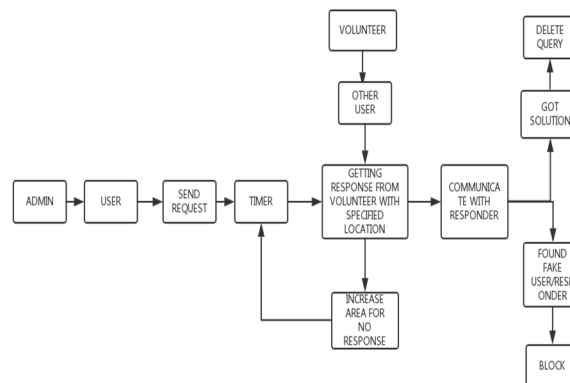 VOLUNTEER
DELETE
QUERY
OTHER
USER
GOT
SOLUTION
ADMIN
USER
SEND
REQUEST
TIMER
GETTING
RESPONSE FROM
VOLUNTEER WITH
SPECIFIED
LOCATION
COMMUNICA
TE WITH
RESPONDER
FOUND
FAKE
USER/RESP
ONDER
INCREASE
AREA FOR
NO
RESPONSE
BLOCK